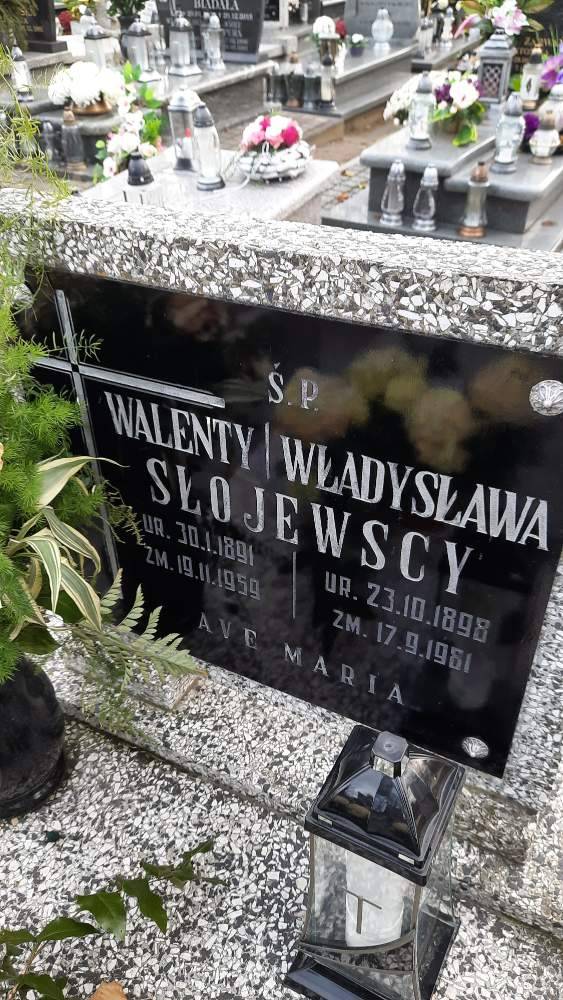 BIADAŁA
Ś.P.
WALENTY WŁADYSŁAWA
SŁOJEWSCY
UR. 30.1.1891
ZM. 19.11.1959
UR. 23.10.1898
ZM. 17.9.1981
AVE MARIA